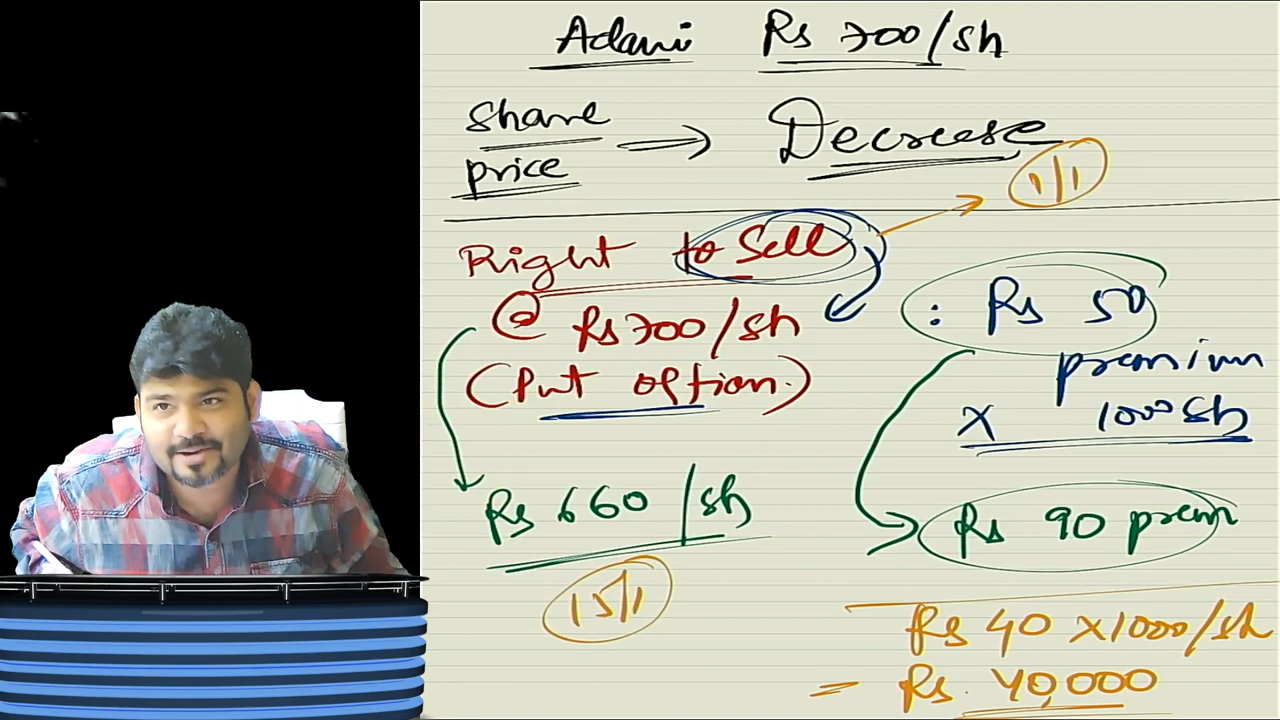 Adani Rs 700/sh
Share price ⇒ Decrease
1/1
Right to Sell
@ Rs 700/sh
(Put option.)
: Rs 50
premium
x 1000 sh
Rs 660/sh
Rs 90 prem
15/1
Rs 40 x 1000/sh
= Rs. 40,000